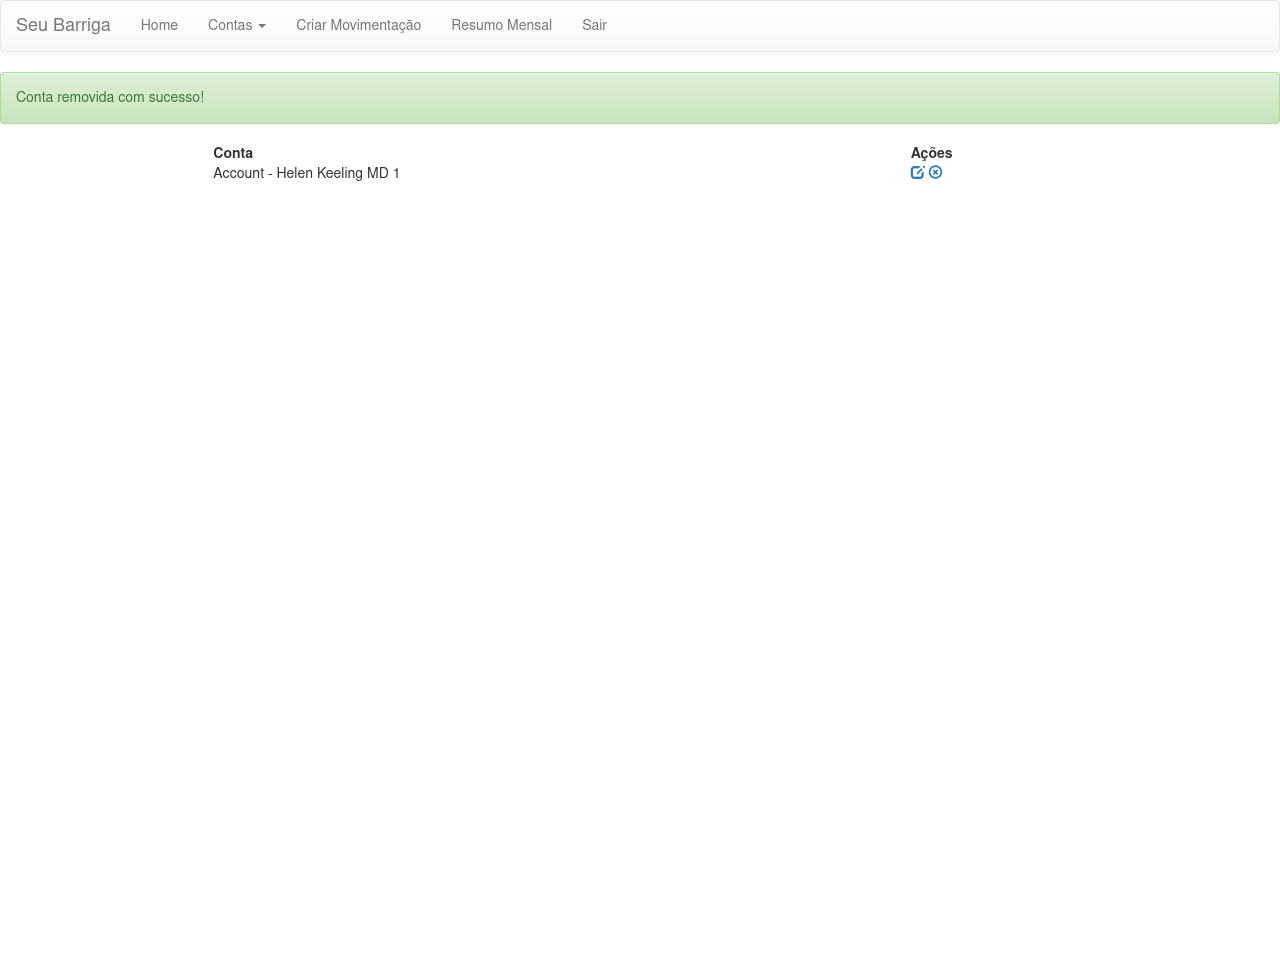 Seu Barriga Home Contas Criar Movimentação Resumo Mensal Sair
Conta removida com sucesso!
Conta Ações
Account - Helen Keeling MD 1